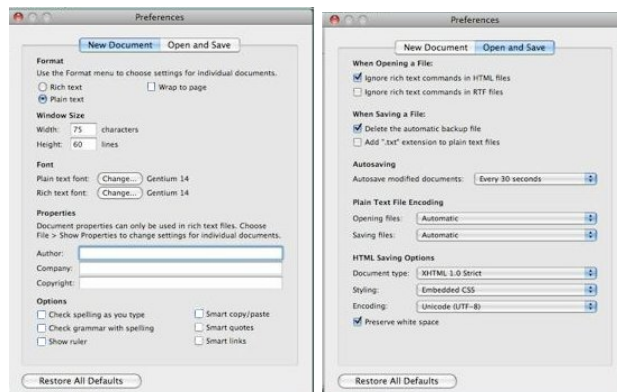 Preferences
New Document Open and Save
Format
Use the Format menu to choose settings for individual documents.
Rich text Wrap to page
Plain text
Window Size
Width: 75 characters
Height: 60 lines
Font
Plain text font: Change... Gentium 14
Rich text font: Change... Gentium 14
Properties
Document properties can only be used in rich text files. Choose
File > Show Properties to change settings for individual documents.
Author:
Company:
Copyright:
Options
Check spelling as you type Smart copy/paste
Check grammar with spelling Smart quotes
Show ruler Smart links
Restore All Defaults
Preferences
New Document Open and Save
When Opening a File:
Ignore rich text commands in HTML files
Ignore rich text commands in RTF files
When Saving a File:
Delete the automatic backup file
Add ".txt" extension to plain text files
Autosaving
Autosave modified documents: Every 30 seconds
Plain Text File Encoding
Opening files: Automatic
Saving files: Automatic
HTML Saving Options
Document type: XHTML 1.0 Strict
Styling: Embedded CSS
Encoding: Unicode (UTF-8)
Preserve white space
Restore All Defaults